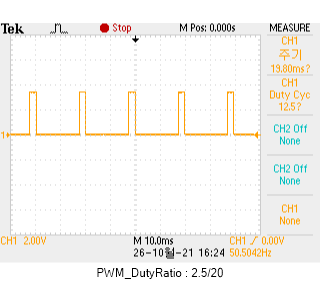 Tek Stop M Pos: 0.000s MEASURE
CH1
주기
19.80ms?
CH1
Duty Cyc
12.5?
CH2 Off
None
CH2 Off
None
CH1
None
1
CH1 2.00V M 10.0ms CH1 / 0.00V
26-10월-21 16:24 50.5042Hz
PWM_DutyRatio : 2.5/20